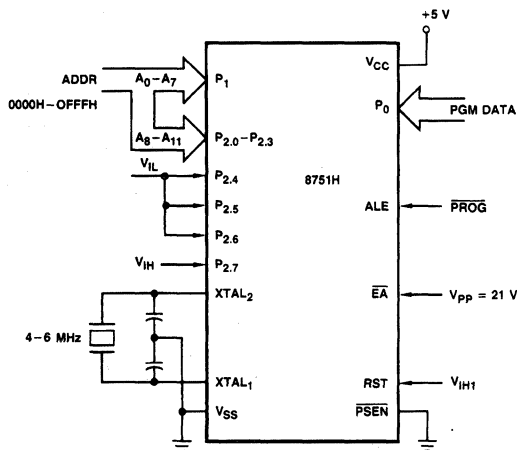 +5 V
VCC
ADDR
0000H–OFFFH
A0–A7
P1
P0
PGM DATA
A8–A11
P2.0–P2.3
8751H
VIL
P2.4
P2.5
ALE
PROG
P2.6
VIH
P2.7
XTAL2
EA
VPP = 21 V
4–6 MHz
XTAL1
RST
VIH1
VSS
PSEN